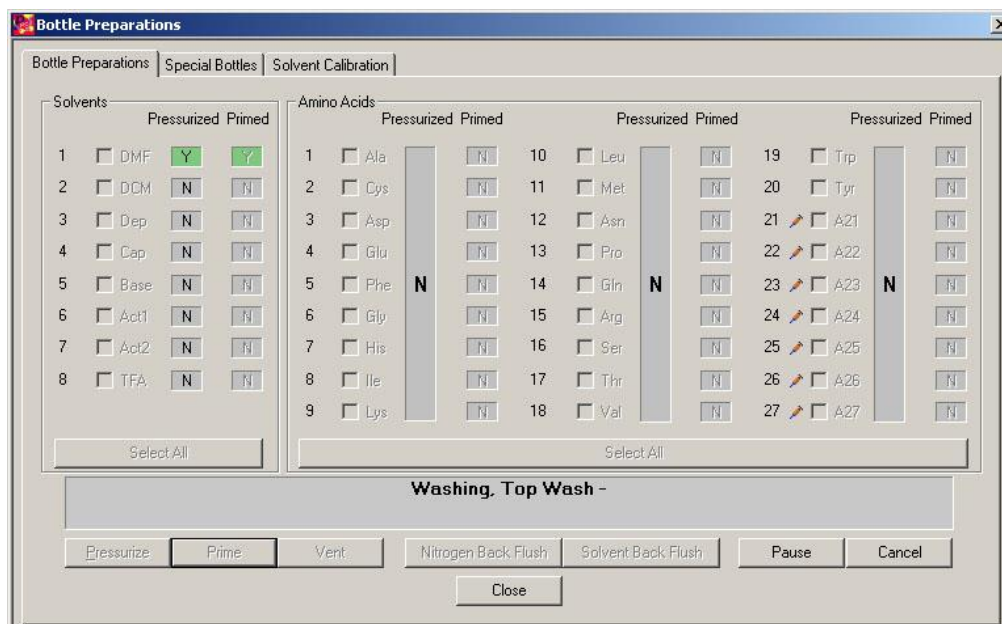 Bottle Preparations
Bottle Preparations Special Bottles Solvent Calibration
Solvents Amino Acids
Pressurized Primed Pressurized Primed Pressurized Primed Pressurized Primed
1 DMF Y Y 1 Ala N 10 Leu N 19 Trp N
2 DCM N N 2 Cys N 11 Met N 20 Tyr N
3 Dep N N 3 Asp N 12 Asn N 21 A21 N
4 Cap N N 4 Glu N 13 Pro N 22 A22 N
5 Base N N 5 Phe N N 14 Gln N N 23 A23 N N
6 Act1 N N 6 Gly N 15 Arg N 24 A24 N
7 Act2 N N 7 His N 16 Ser N 25 A25 N
8 TFA N N 8 Ile N 17 Thr N 26 A26 N
9 Lys N 18 Val N 27 A27 N
Select All Select All
Washing, Top Wash -
Pressurize Prime Vent Nitrogen Back Flush Solvent Back Flush Pause Cancel
Close